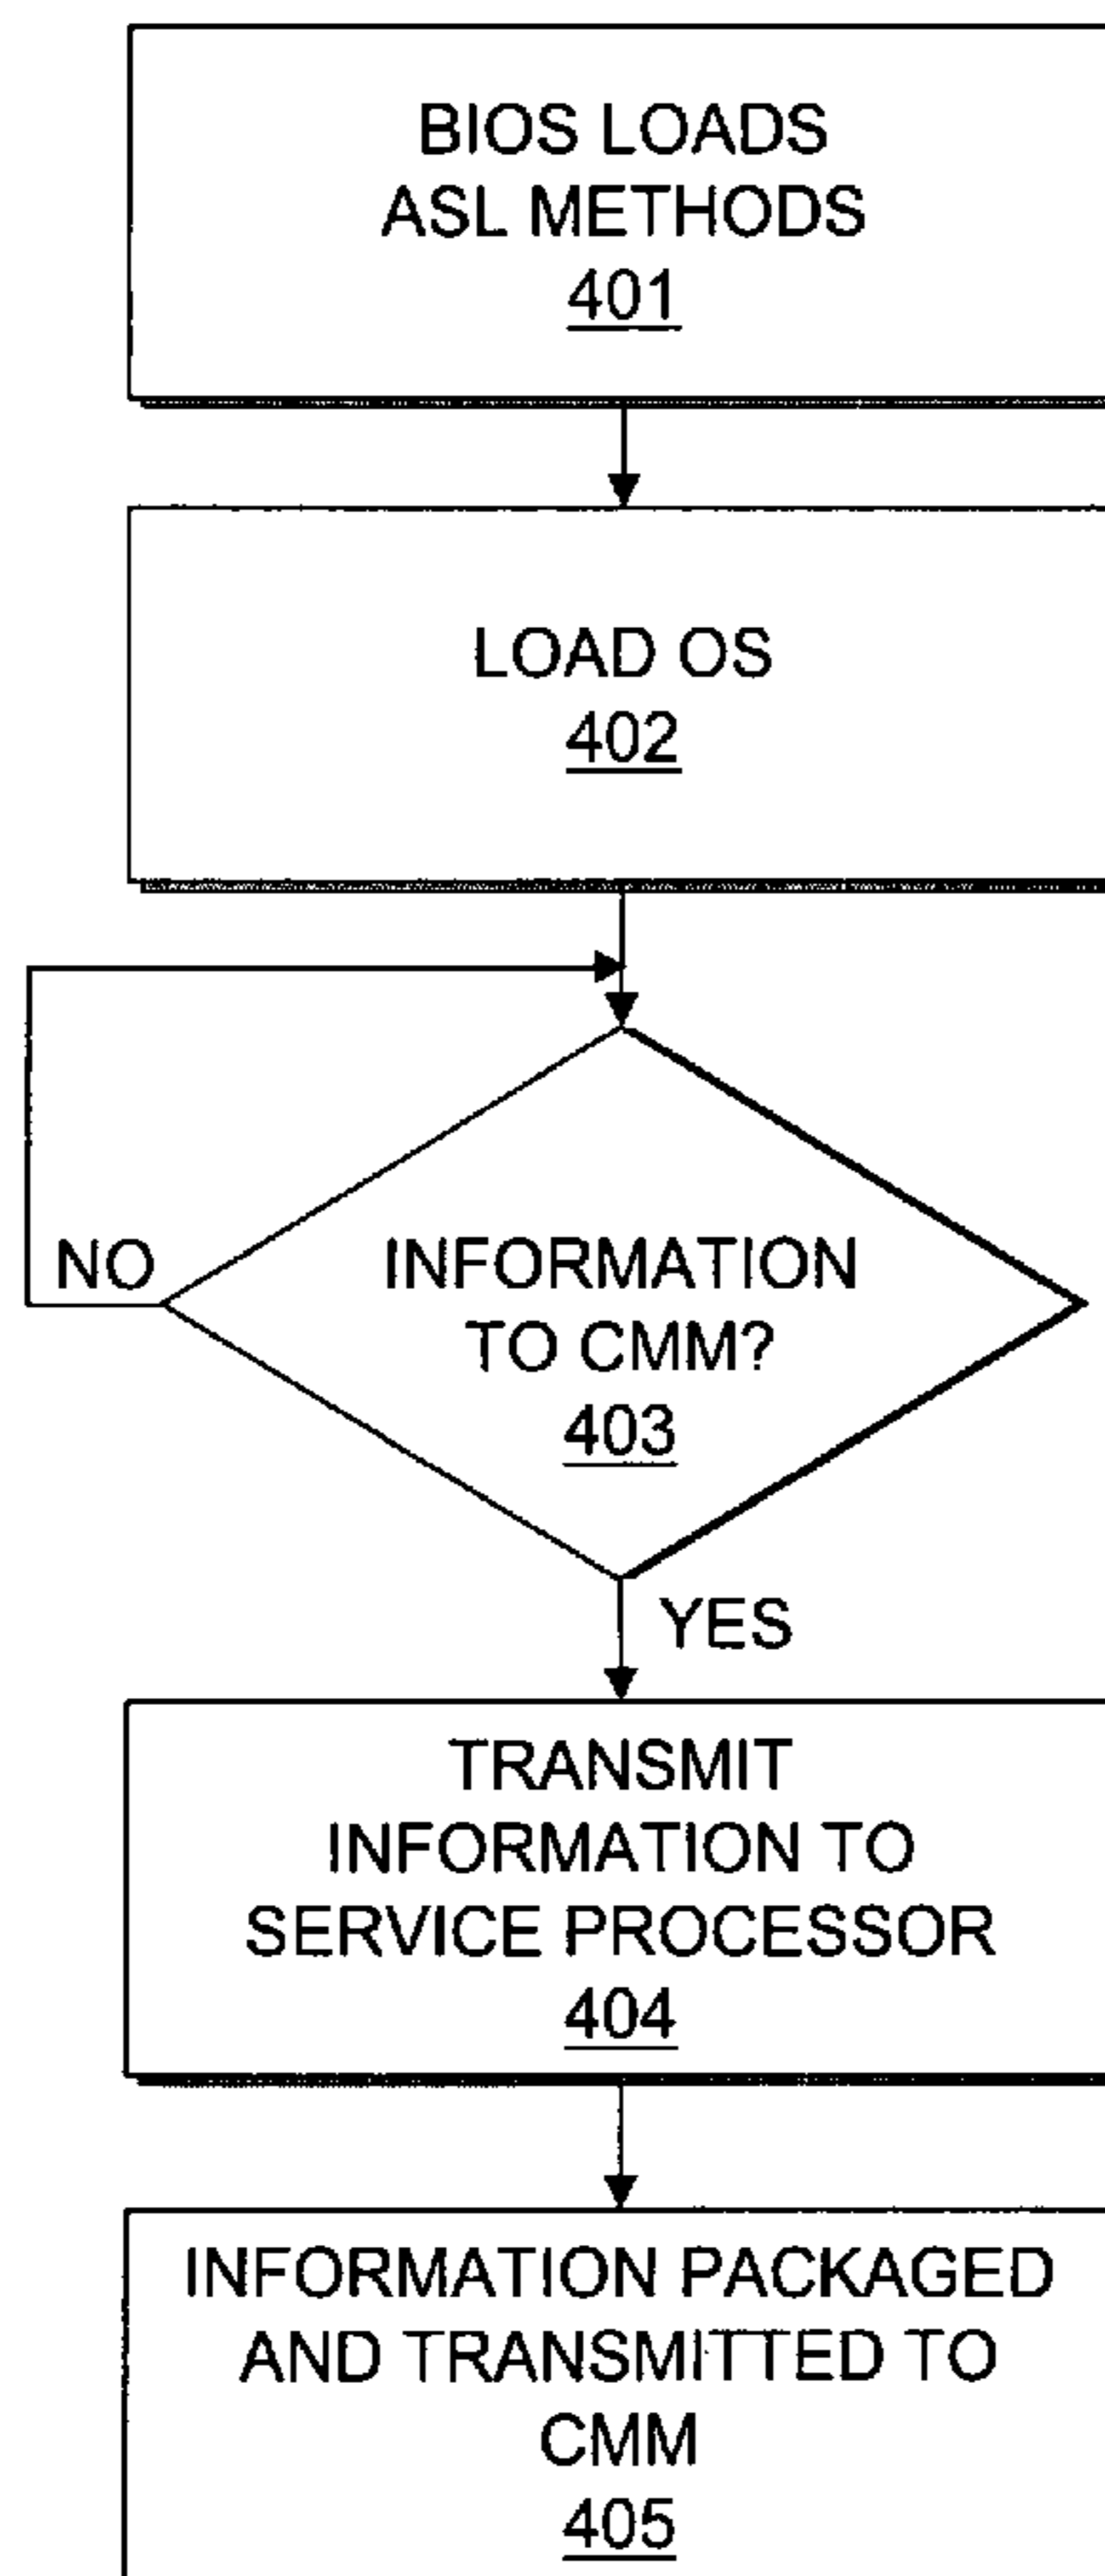 BIOS LOADS
ASL METHODS
401
LOAD OS
402
NO
INFORMATION
TO CMM?
403
YES
TRANSMIT
INFORMATION TO
SERVICE PROCESSOR
404
INFORMATION PACKAGED
AND TRANSMITTED TO
CMM
405